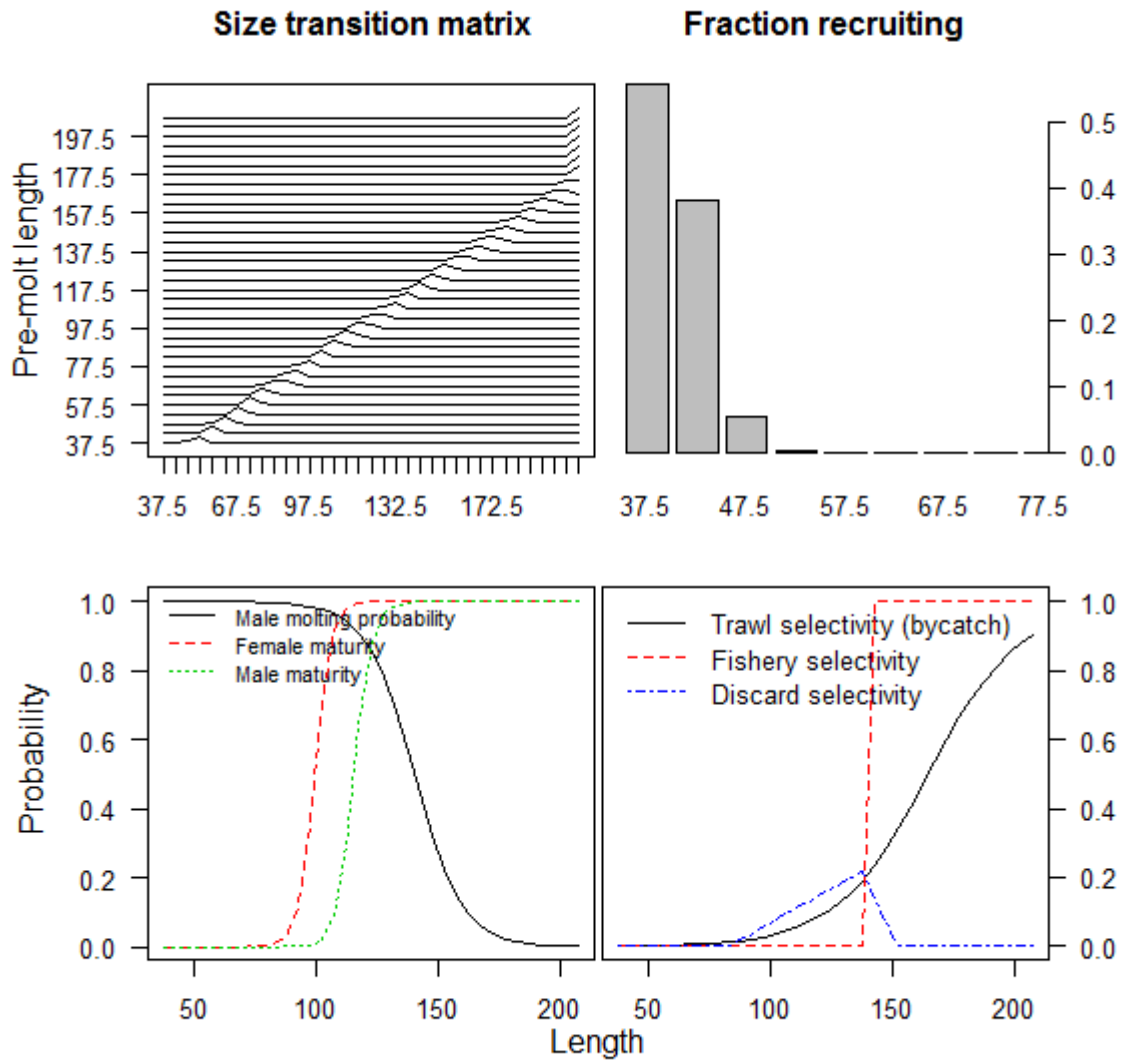 Size transition matrix
Fraction recruiting
Pre-molt length
197.5
177.5
157.5
137.5
117.5
97.5
77.5
57.5
37.5
37.5 67.5 97.5 132.5 172.5
0.5
0.4
0.3
0.2
0.1
0.0
37.5 47.5 57.5 67.5 77.5
Probability
1.0
0.8
0.6
0.4
0.2
0.0
Male molting probability
Female maturity
Male maturity
50 100 150 200
Trawl selectivity (bycatch)
Fishery selectivity
Discard selectivity
1.0
0.8
0.6
0.4
0.2
0.0
50 100 150 200
Length